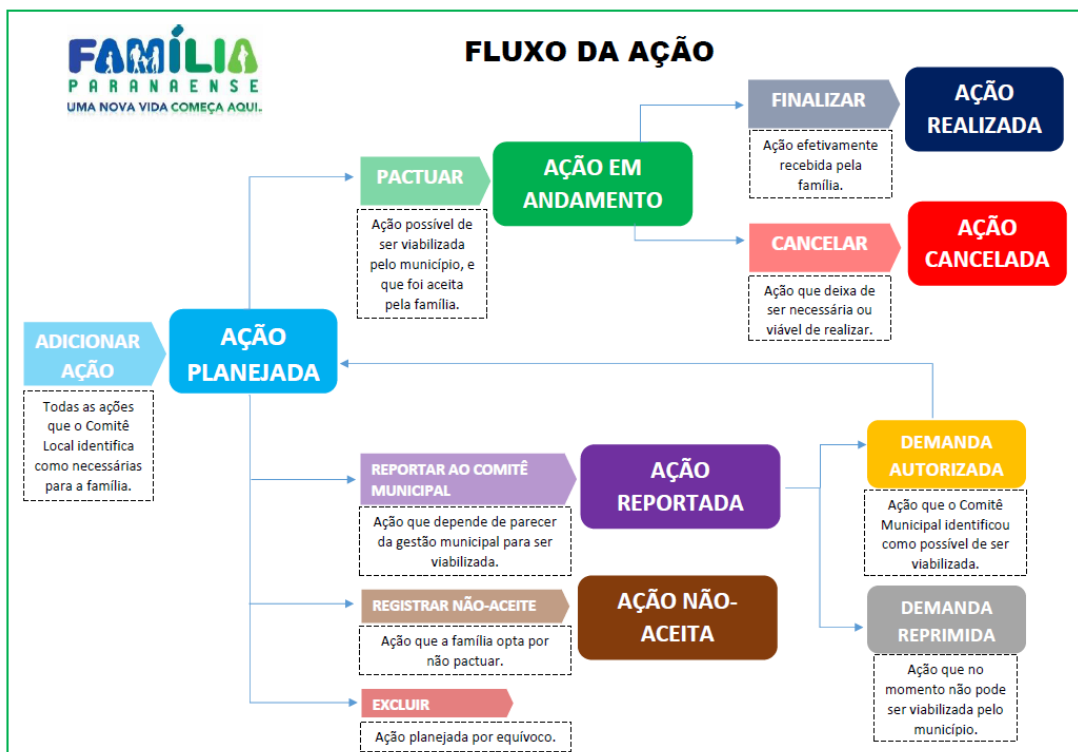 FAMÍLIA
PARANAENSE
UMA NOVA VIDA COMEÇA AQUI.
FLUXO DA AÇÃO
FINALIZAR
Ação efetivamente
recebida pela
família.
AÇÃO
REALIZADA
PACTUAR
Ação possível de
ser viabilizada
pelo município, e
que foi aceita
pela família.
AÇÃO EM
ANDAMENTO
CANCELAR
Ação que deixa de
ser necessária ou
viável de realizar.
AÇÃO
CANCELADA
ADICIONAR
AÇÃO
Todas as ações
que o Comitê
Local identifica
como necessárias
para a família.
AÇÃO
PLANEJADA
REPORTAR AO COMITÊ
MUNICIPAL
Ação que depende de parecer
da gestão municipal para ser
viabilizada.
AÇÃO
REPORTADA
DEMANDA
AUTORIZADA
Ação que o Comitê
Municipal identificou
como possível de ser
viabilizada.
REGISTRAR NÃO-ACEITE
Ação que a família opta por
não pactuar.
AÇÃO NÃO-
ACEITA
DEMANDA
REPRIMIDA
Ação que no
momento não pode
ser viabilizada pelo
município.
EXCLUIR
Ação planejada por equívoco.